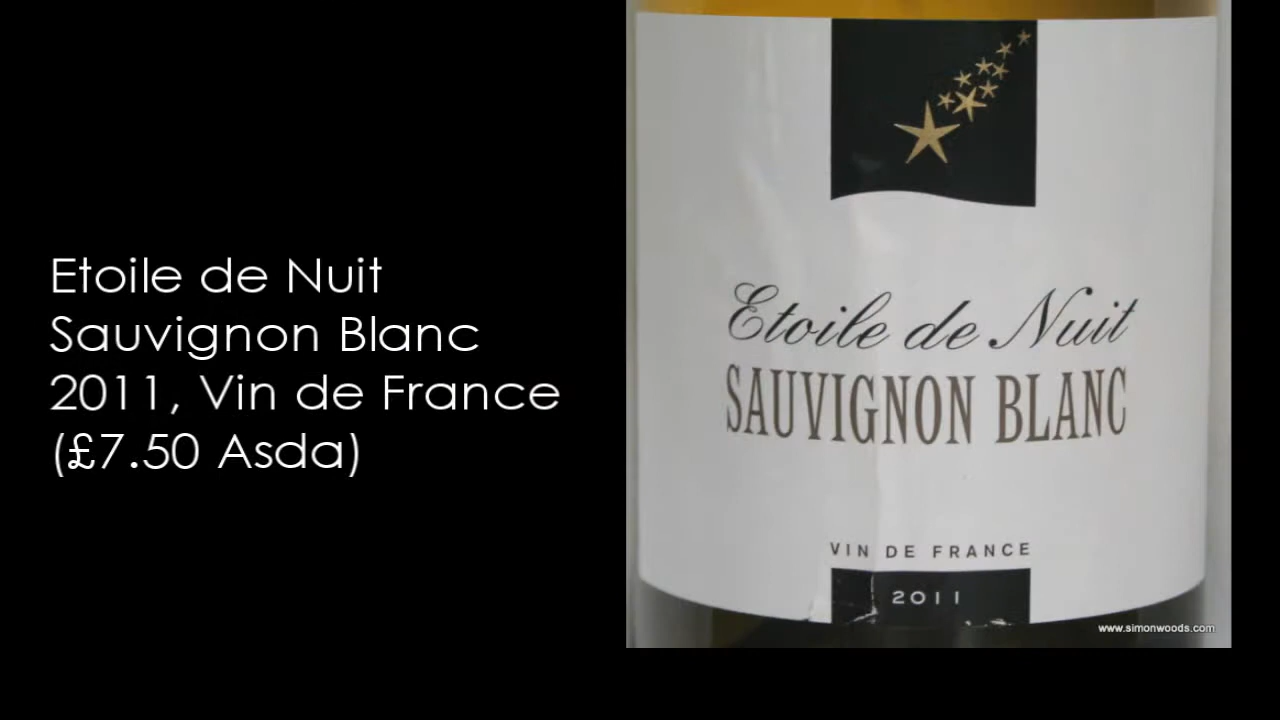 Etoile de Nuit
Sauvignon Blanc
2011, Vin de France
(£7.50 Asda)
Etoile de Nuit
SAUVIGNON BLANC
VIN DE FRANCE
2011
www.simonwoods.com